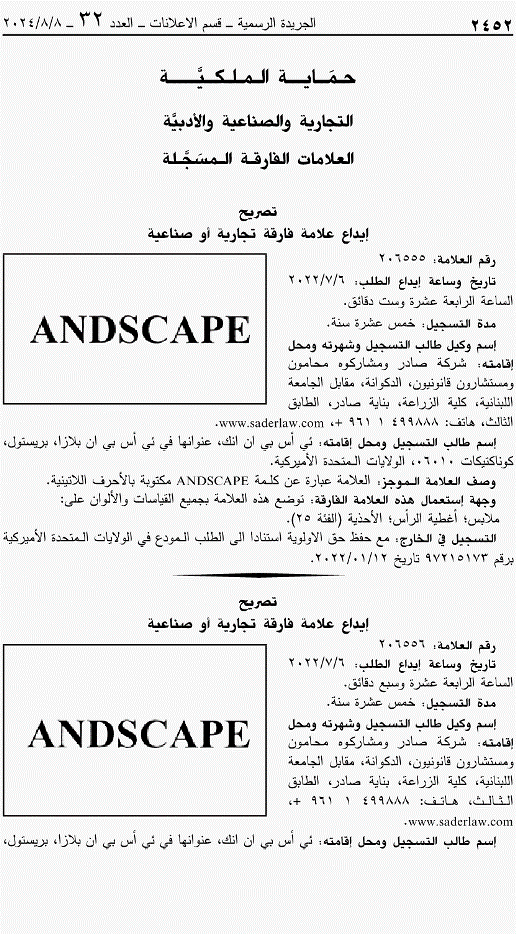 ٢٤٥٢ الجريدة الرسمية ــ قسم الاعلانات ــ العدد ٣٢ ــ ٢٠٢٤/٨/٨
حمَـايـة الملكيَّــة
التجارية والصناعية والأدبيَّة
العلامات الفارقة المسَجَّلة
تصريح
إيداع علامة فارقة تجارية أو صناعية
رقم العلامة: ٢٠٦٥٥٥
تاريخ وساعة إيداع الطلب: ٢٠٢٢/٧/٦
الساعة الرابعة عشرة وست دقائق.
مدة التسجيل: خمس عشرة سنة.
إسم وكيل طالب التسجيل وشهرته ومحل
إقامته: شركة صادر ومشاركوه محامون
ومستشارون قانونيون، الدكوانة، مقابل الجامعة
اللبنانية، كلية الزراعة، بناية صادر، الطابق
الثالث، هاتف: ٤٩٩٨٨٨ ١ ٩٦١ +، www.saderlaw.com.
ANDSCAPE
إسم طالب التسجيل ومحل إقامته: ئي أس بي ان انك، عنوانها في ئي أس بي ان بلازا، بريستول،
كوناكتيكات ٠٦٠١٠، الولايات المتحدة الأميركية.
وصف العلامة الموجز: العلامة عبارة عن كلمة ANDSCAPE مكتوبة بالأحرف اللاتينية.
وجهة إستعمال هذه العلامة الفارقة: توضع هذه العلامة بجميع القياسات والألوان على:
ملابس؛ أغطية الرأس؛ الأحذية (الفئة ٢٥).
التسجيل في الخارج: مع حفظ حق الاولوية استنادا الى الطلب المودع في الولايات المتحدة الأميركية
برقم ٩٧٢١٥١٧٣ تاريخ ٢٠٢٢/٠١/١٢.
تصريح
إيداع علامة فارقة تجارية أو صناعية
رقم العلامة: ٢٠٦٥٥٦
تاريخ وساعة إيداع الطلب: ٢٠٢٢/٧/٦
الساعة الرابعة عشرة وسبع دقائق.
مدة التسجيل: خمس عشرة سنة.
إسم وكيل طالب التسجيل وشهرته ومحل
إقامته: شركة صادر ومشاركوه محامون
ومستشارون قانونيون، الدكوانة، مقابل الجامعة
اللبنانية، كلية الزراعة، بناية صادر، الطابق
الثالث، هاتف: ٤٩٩٨٨٨ ١ ٩٦١ +،
www.saderlaw.com.
ANDSCAPE
إسم طالب التسجيل ومحل إقامته: ئي أس بي ان انك، عنوانها في ئي أس بي ان بلازا، بريستول،